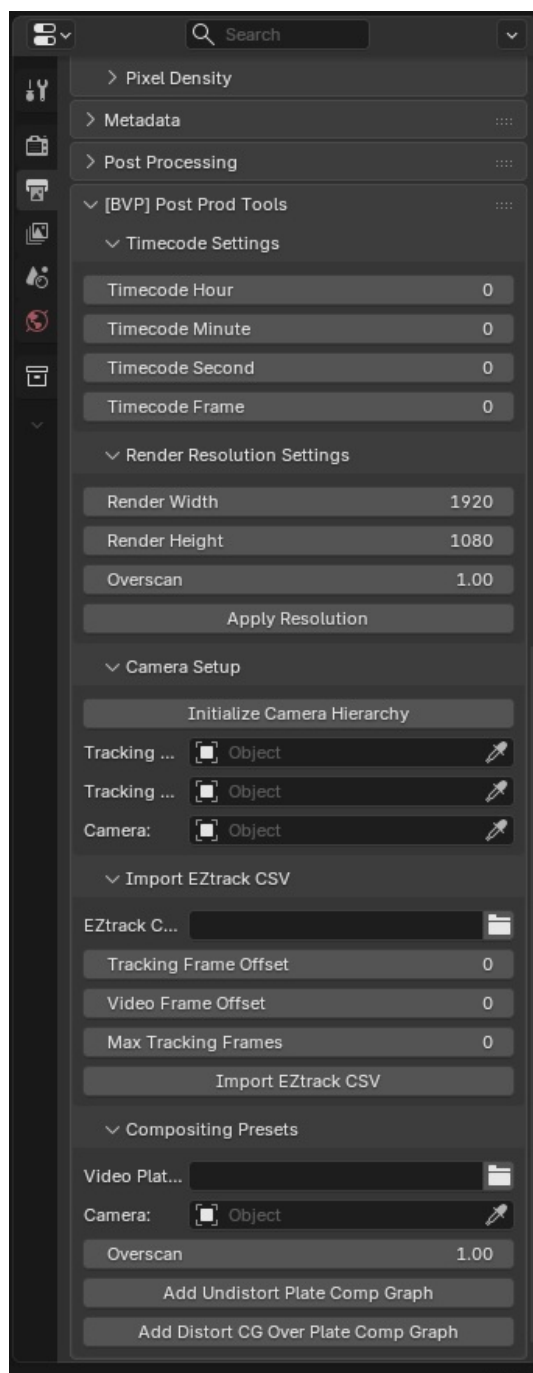 Search
Pixel Density
Metadata
Post Processing
[BVP] Post Prod Tools
Timecode Settings
Timecode Hour 0
Timecode Minute 0
Timecode Second 0
Timecode Frame 0
Render Resolution Settings
Render Width 1920
Render Height 1080
Overscan 1.00
Apply Resolution
Camera Setup
Initialize Camera Hierarchy
Tracking ... Object
Tracking ... Object
Camera: Object
Import EZtrack CSV
EZtrack C...
Tracking Frame Offset 0
Video Frame Offset 0
Max Tracking Frames 0
Import EZtrack CSV
Compositing Presets
Video Plat...
Camera: Object
Overscan 1.00
Add Undistort Plate Comp Graph
Add Distort CG Over Plate Comp Graph